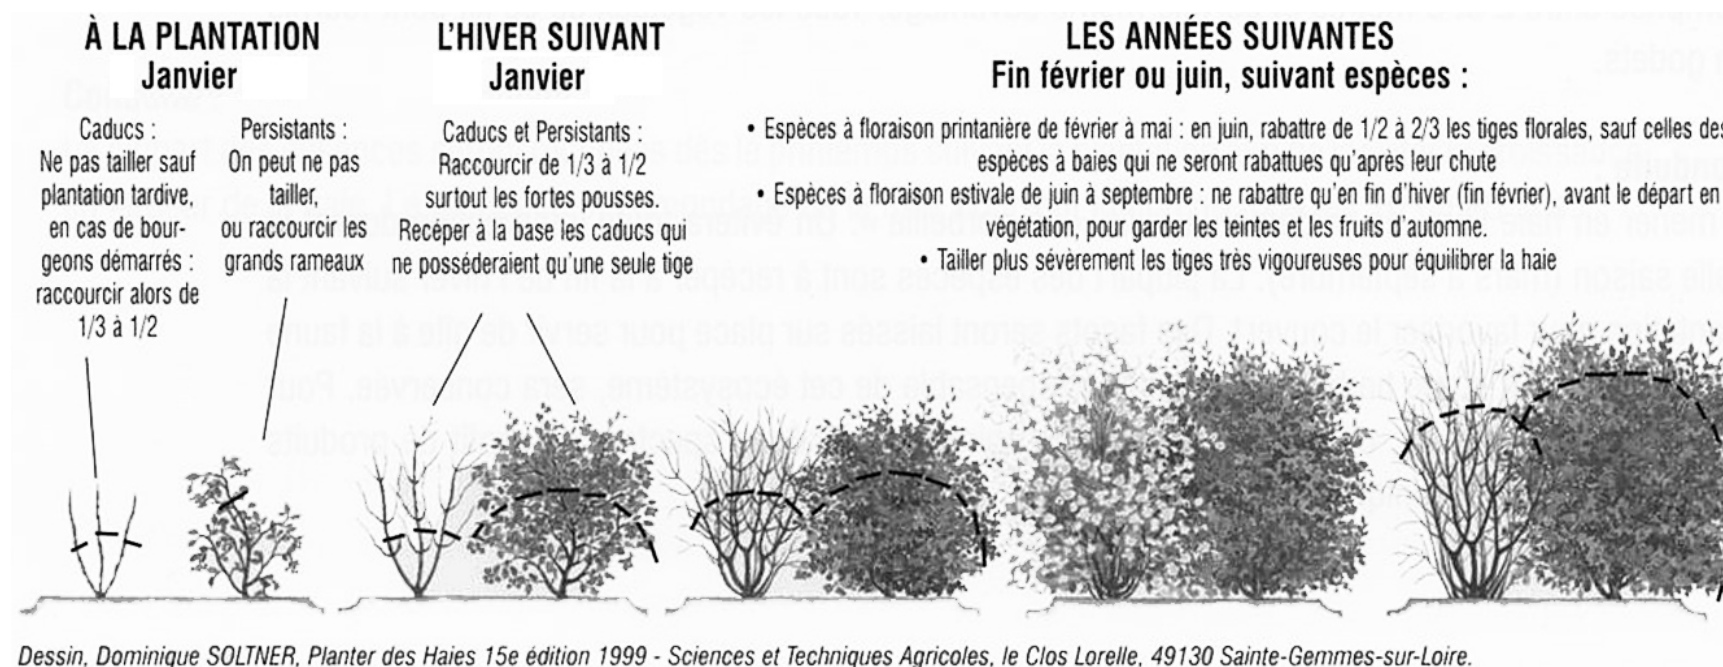 À LA PLANTATION
Janvier
Caducs :
Ne pas tailler sauf
plantation tardive,
en cas de bour-
geons démarrés :
raccourcir alors de
1/3 à 1/2
Persistants :
On peut ne pas
tailler,
ou raccourcir les
grands rameaux
L'HIVER SUIVANT
Janvier
Caducs et Persistants :
Raccourcir de 1/3 à 1/2
surtout les fortes pousses.
Recéper à la base les caducs qui
ne posséderaient qu'une seule tige
LES ANNÉES SUIVANTES
Fin février ou juin, suivant espèces :
• Espèces à floraison printanière de février à mai : en juin, rabattre de 1/2 à 2/3 les tiges florales, sauf celles des
espèces à baies qui ne seront rabattues qu'après leur chute
• Espèces à floraison estivale de juin à septembre : ne rabattre qu'en fin d'hiver (fin février), avant le départ en
végétation, pour garder les teintes et les fruits d'automne.
• Tailler plus sévèrement les tiges très vigoureuses pour équilibrer la haie
Dessin, Dominique SOLTNER, Planter des Haies 15e édition 1999 - Sciences et Techniques Agricoles, le Clos Lorelle, 49130 Sainte-Gemmes-sur-Loire.